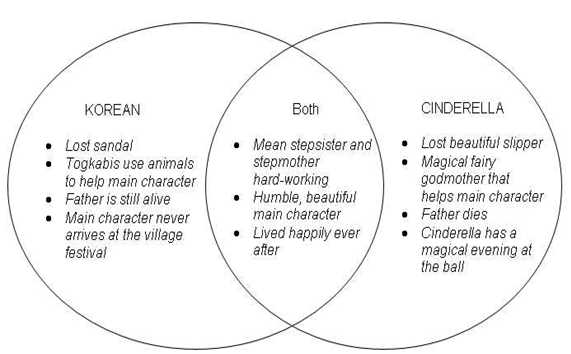 KOREAN
• Lost sandal
• Togkabis use animals
to help main character
• Father is still alive
• Main character never
arrives at the village
festival
Both
• Mean stepsister and
stepmother
hard-working
• Humble, beautiful
main character
• Lived happily ever
after
CINDERELLA
• Lost beautiful slipper
• Magical fairy
godmother that
helps main character
• Father dies
• Cinderella has a
magical evening at
the ball